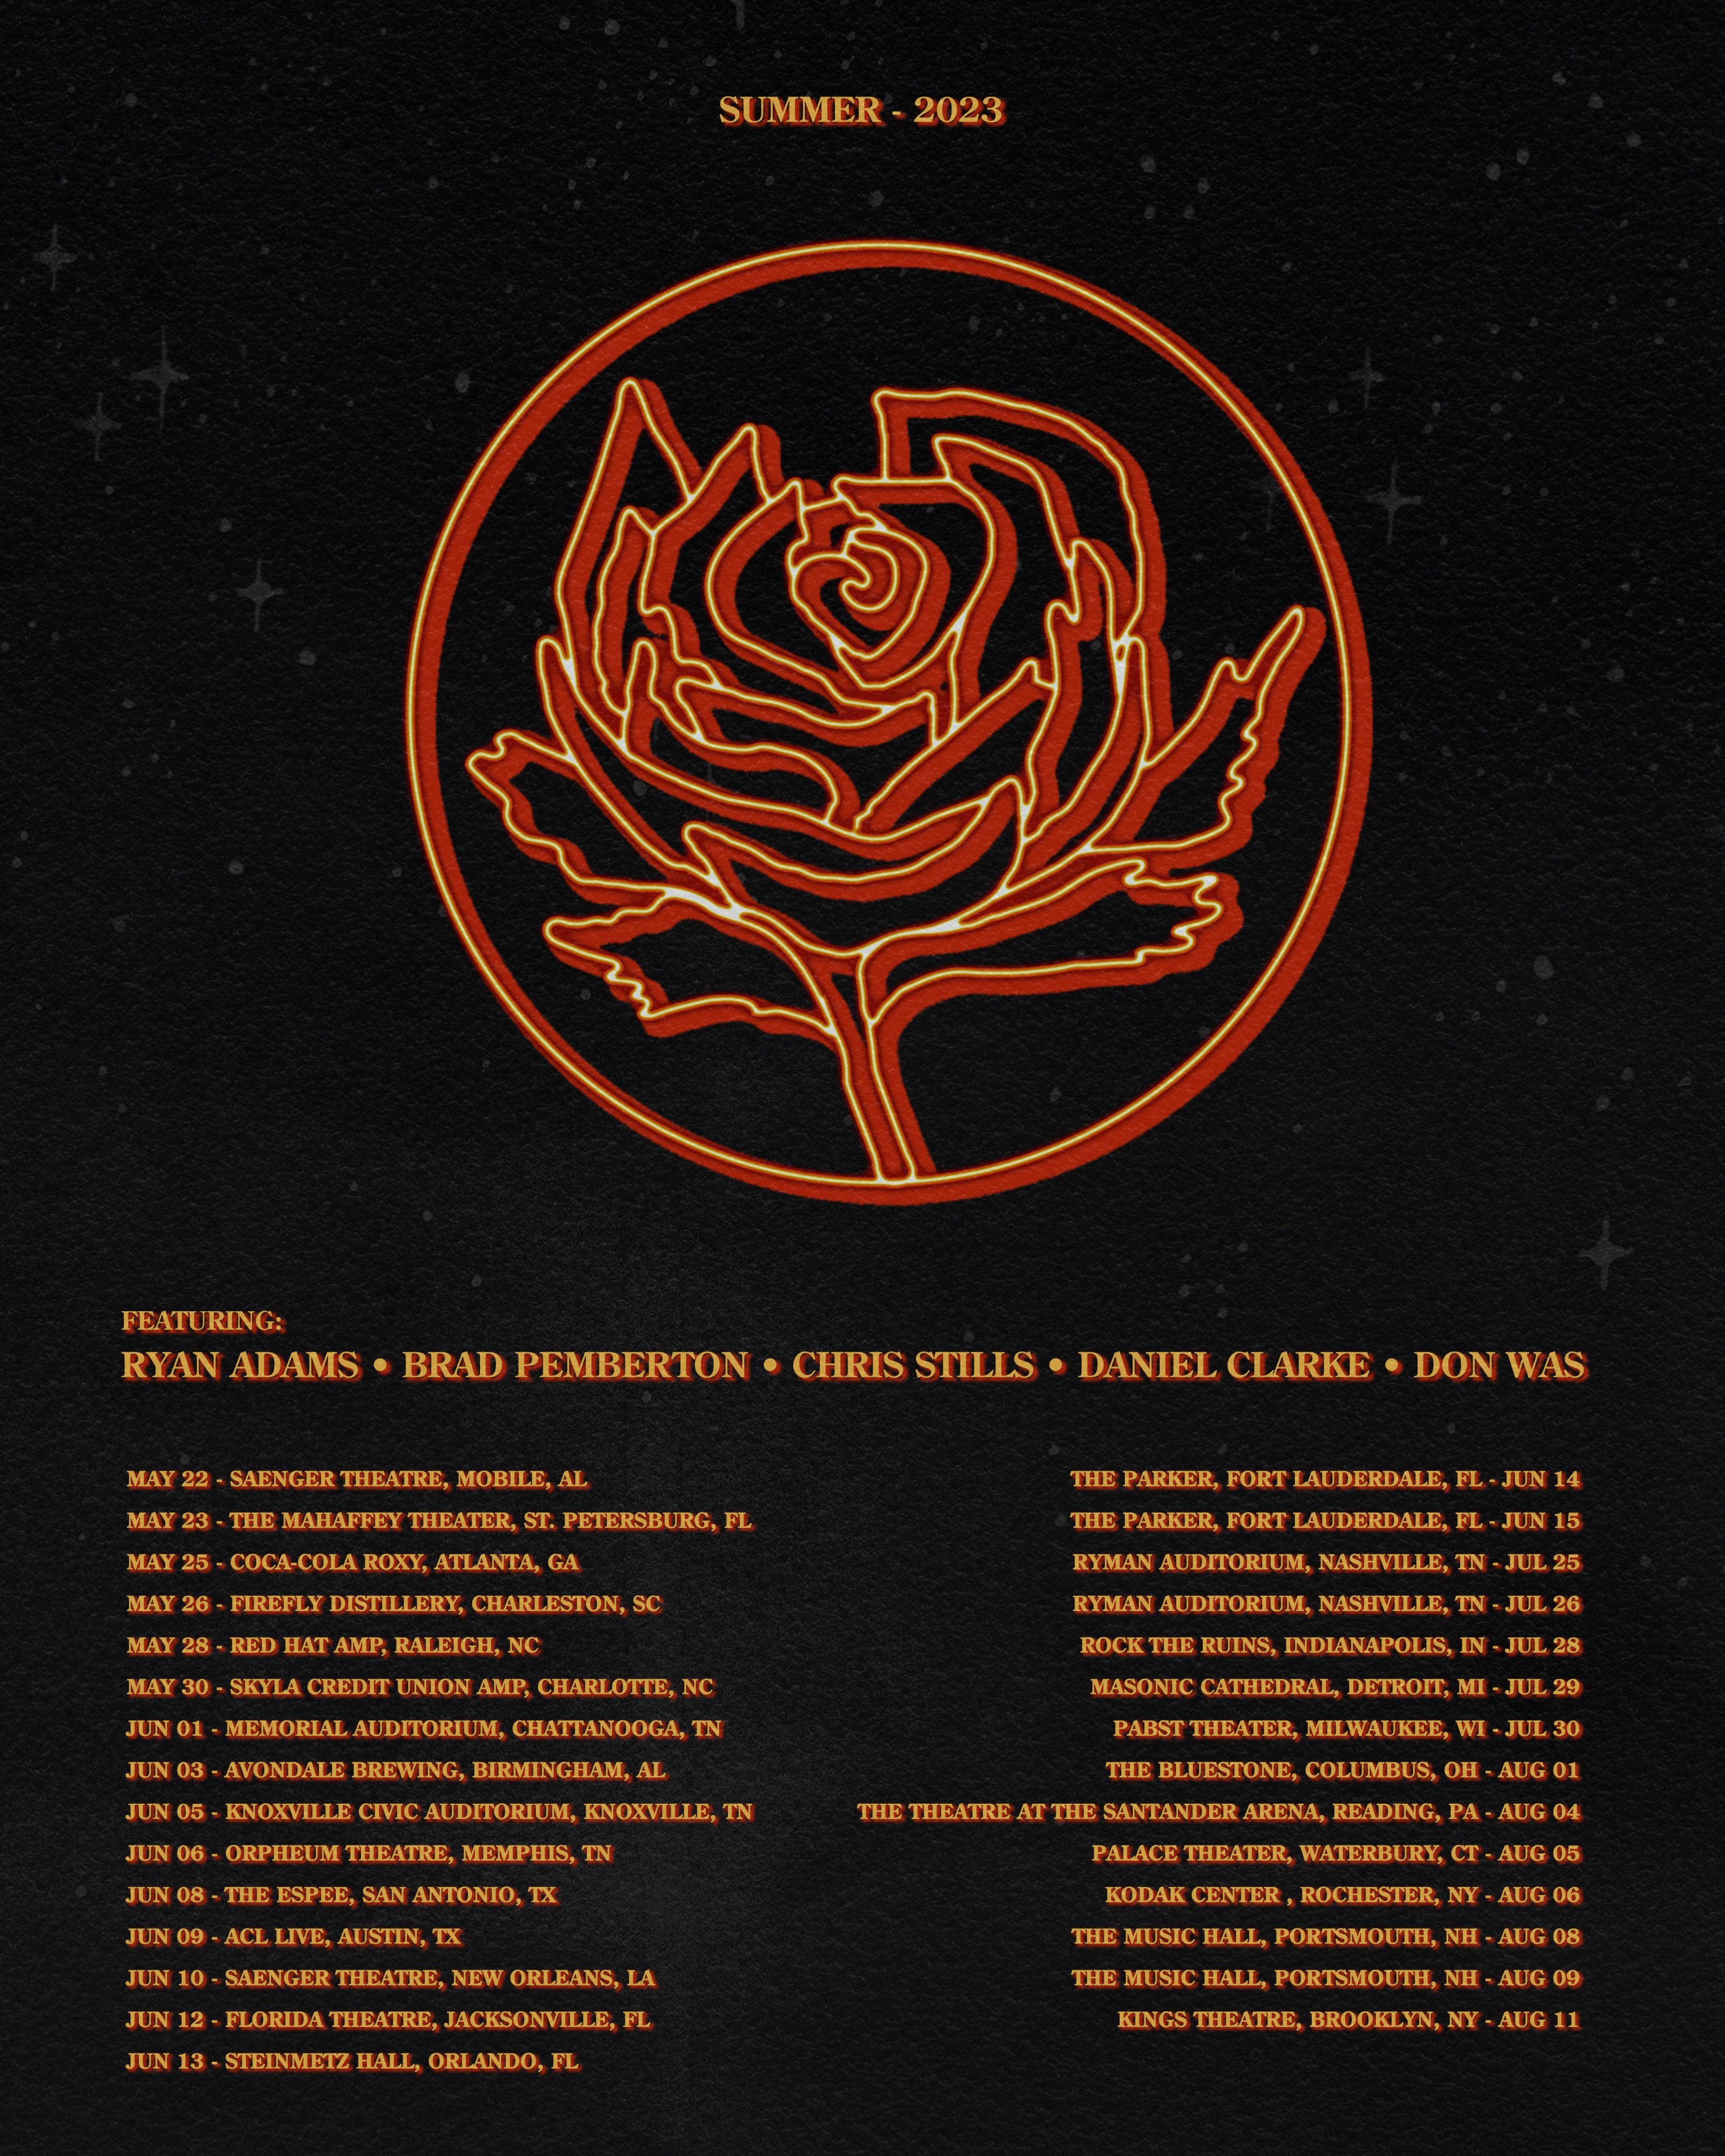 SUMMER - 2023
FEATURING:
RYAN ADAMS • BRAD PEMBERTON • CHRIS STILLS • DANIEL CLARKE • DON WAS
MAY 22 - SAENGER THEATRE, MOBILE, AL
MAY 23 - THE MAHAFFEY THEATER, ST. PETERSBURG, FL
MAY 25 - COCA-COLA ROXY, ATLANTA, GA
MAY 26 - FIREFLY DISTILLERY, CHARLESTON, SC
MAY 28 - RED HAT AMP, RALEIGH, NC
MAY 30 - SKYLA CREDIT UNION AMP, CHARLOTTE, NC
JUN 01 - MEMORIAL AUDITORIUM, CHATTANOOGA, TN
JUN 03 - AVONDALE BREWING, BIRMINGHAM, AL
JUN 05 - KNOXVILLE CIVIC AUDITORIUM, KNOXVILLE, TN
JUN 06 - ORPHEUM THEATRE, MEMPHIS, TN
JUN 08 - THE ESPEE, SAN ANTONIO, TX
JUN 09 - ACL LIVE, AUSTIN, TX
JUN 10 - SAENGER THEATRE, NEW ORLEANS, LA
JUN 12 - FLORIDA THEATRE, JACKSONVILLE, FL
JUN 13 - STEINMETZ HALL, ORLANDO, FL
THE PARKER, FORT LAUDERDALE, FL - JUN 14
THE PARKER, FORT LAUDERDALE, FL - JUN 15
RYMAN AUDITORIUM, NASHVILLE, TN - JUL 25
RYMAN AUDITORIUM, NASHVILLE, TN - JUL 26
ROCK THE RUINS, INDIANAPOLIS, IN - JUL 28
MASONIC CATHEDRAL, DETROIT, MI - JUL 29
PABST THEATER, MILWAUKEE, WI - JUL 30
THE BLUESTONE, COLUMBUS, OH - AUG 01
THE THEATRE AT THE SANTANDER ARENA, READING, PA - AUG 04
PALACE THEATER, WATERBURY, CT - AUG 05
KODAK CENTER , ROCHESTER, NY - AUG 06
THE MUSIC HALL, PORTSMOUTH, NH - AUG 08
THE MUSIC HALL, PORTSMOUTH, NH - AUG 09
KINGS THEATRE, BROOKLYN, NY - AUG 11